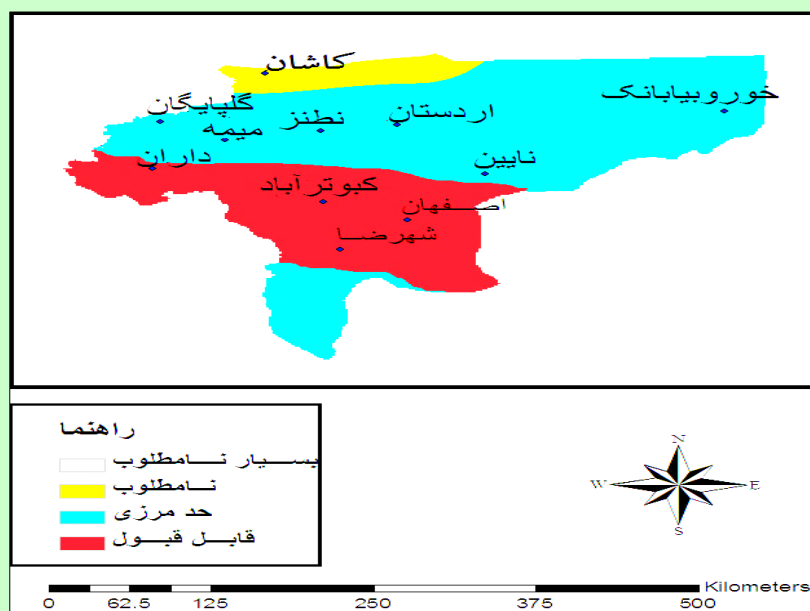 کاشان
خوروبیابانک
گلپایگان
اردستان
نطنز
میمه
نایین
داران
کبوترآباد
اصفهان
شهرضا
راهنما
بسیار نامطلوب
نامطلوب
حد مرزی
قابل قبول
N
W E
S
Kilometers
0 62.5 125 250 375 500